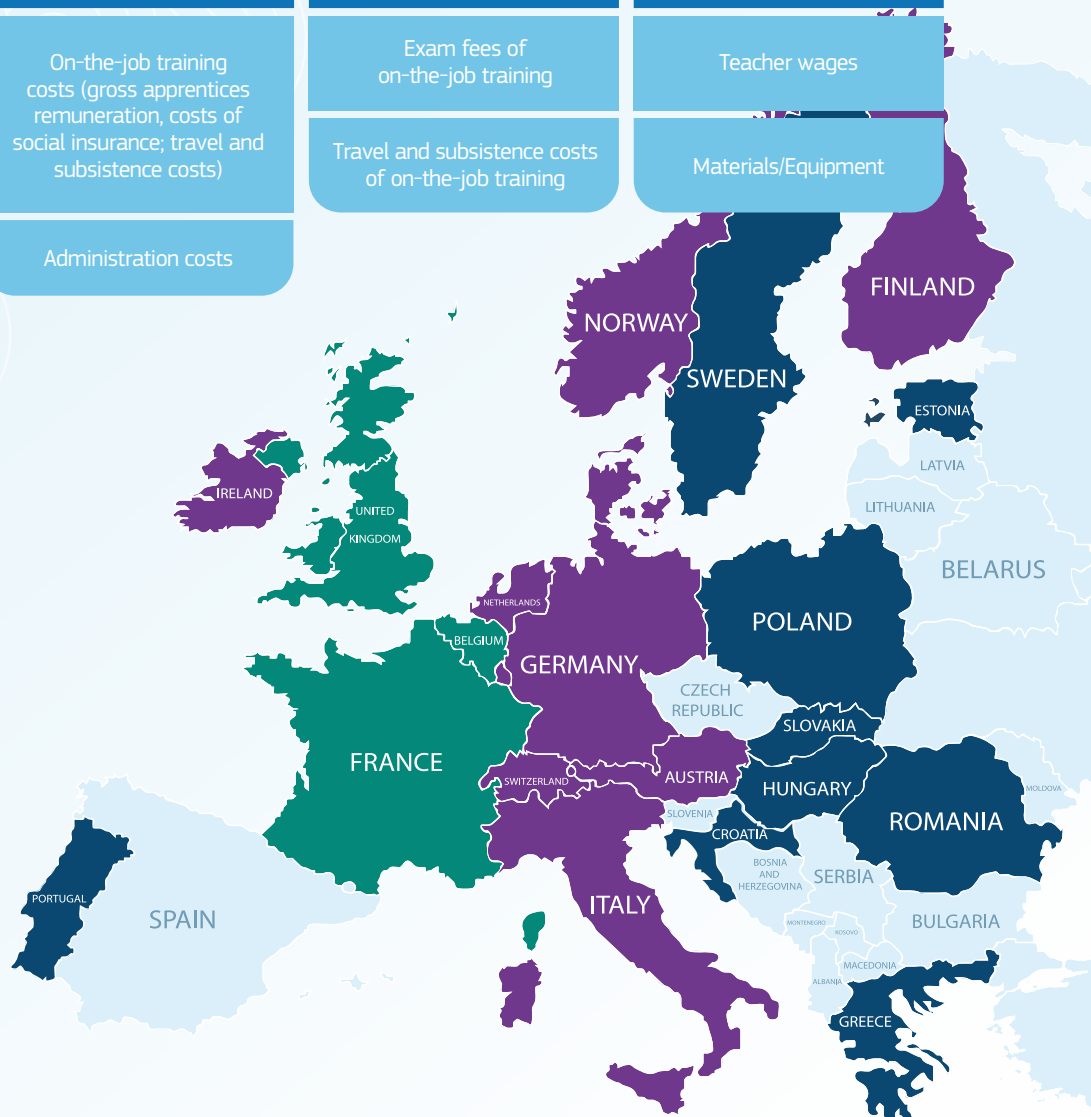 On-the-job training
costs (gross apprentices
remuneration, costs of
social insurance; travel and
subsistence costs)
Administration costs
Exam fees of
on-the-job training
Travel and subsistence costs
of on-the-job training
Teacher wages
Materials/Equipment
FINLAND
NORWAY
SWEDEN
ESTONIA
LATVIA
IRELAND
LITHUANIA
UNITED
KINGDOM
BELARUS
NETHERLANDS
POLAND
BELGIUM
GERMANY
CZECH
REPUBLIC
SLOVAKIA
FRANCE
SWITZERLAND
AUSTRIA
HUNGARY
MOLDOVA
SLOVENIA
ROMANIA
CROATIA
BOSNIA
AND
HERZEGOVINA
SERBIA
PORTUGAL
ITALY
SPAIN
BULGARIA
MONTENEGRO
KOSOVO
MACEDONIA
ALBANIA
GREECE